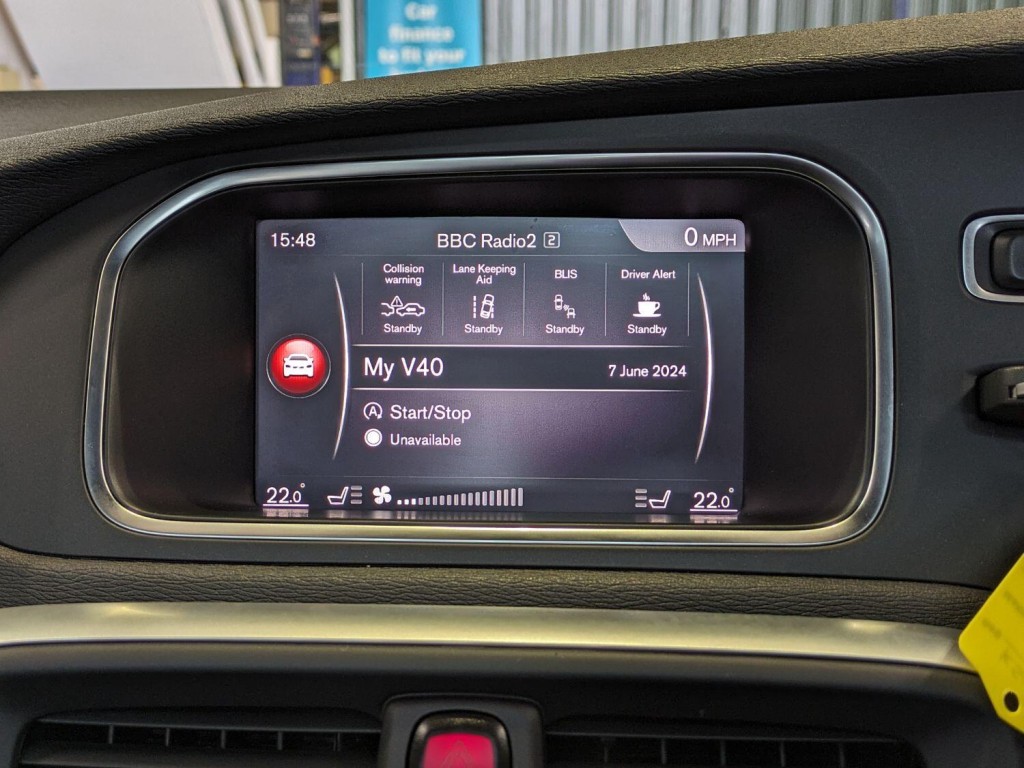 Car
finance
to fit your
15:48
BBC Radio2 2
0 MPH
Collision
warning
Standby
Lane Keeping
Aid
Standby
BLIS
Standby
Driver Alert
Standby
My V40
7 June 2024
A Start/Stop
Unavailable
22.0°
22.0°